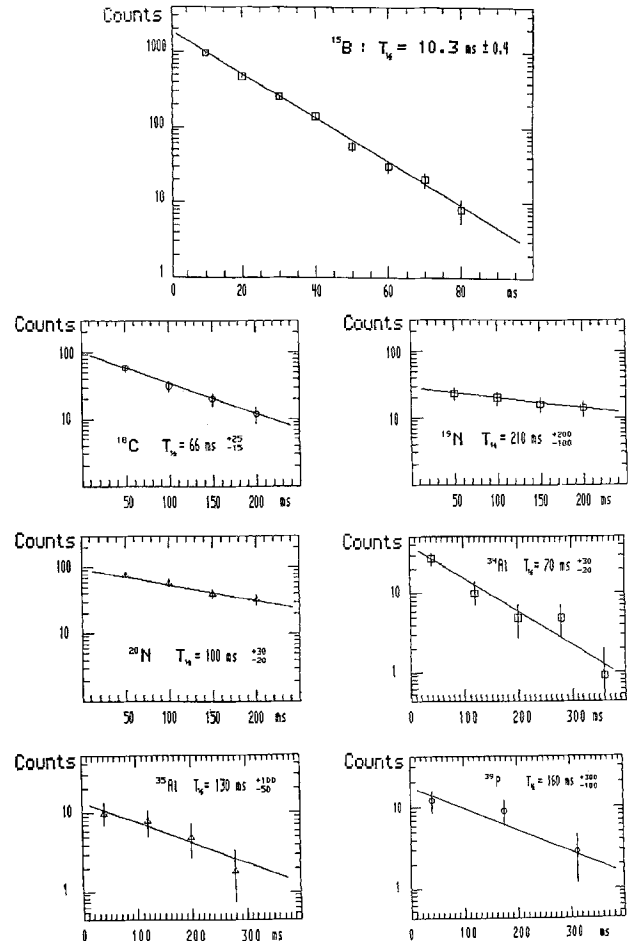 Counts
¹⁵B : T½ = 10.3 ms ± 0.4
1000
100
10
1
0 20 40 60 80 ms
Counts
100
10
¹⁸C T½ = 66 ms +25 -15
50 100 150 200 ms
100
10
¹⁹N T½ = 210 ms +200 -100
50 100 150 200 ms
Counts
100
10
²⁰N T½ = 100 ms +30 -20
50 100 150 200 ms
10
1
³⁴Al T½ = 70 ms +30 -20
0 100 200 300 ms
Counts
10
1
³⁵Al T½ = 130 ms +100 -50
0 100 200 300 ms
Counts
10
1
³⁹P T½ = 160 ms +300 -100
0 100 200 300 ms